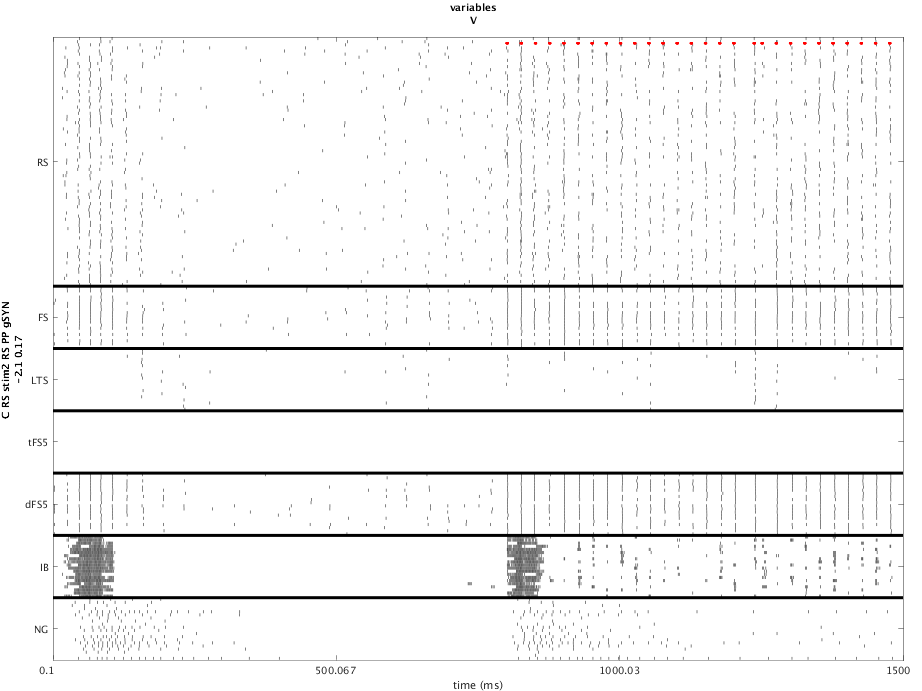 variables
V
RS
FS
LTS
tFS5
dFS5
IB
NG
C RS stim2 RS PP gSYN
-2.1 0.17
0.1
500.067
1000.03
1500
time (ms)